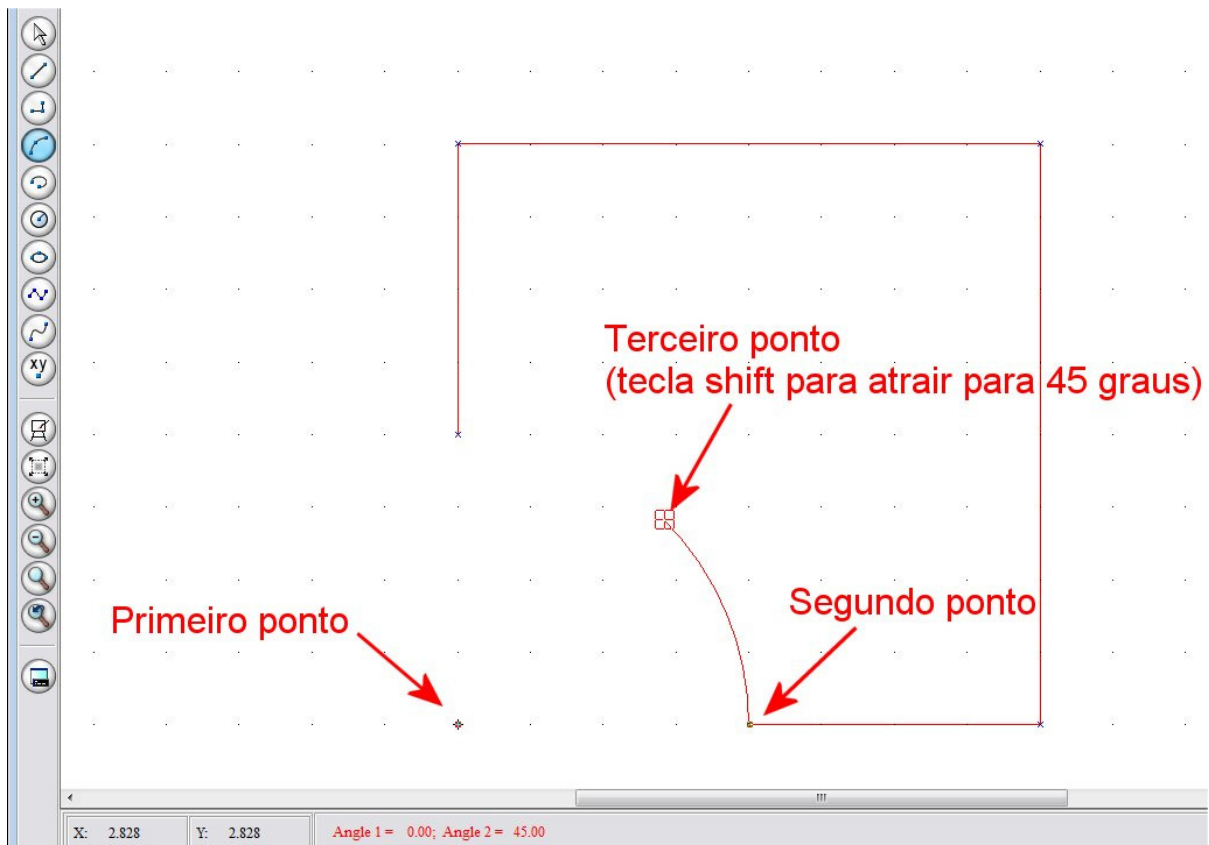 xy
Terceiro ponto
(tecla shift para atrair para 45 graus)
Segundo ponto
Primeiro ponto
X: 2.828 Y: 2.828 Angle 1 = 0.00; Angle 2 = 45.00